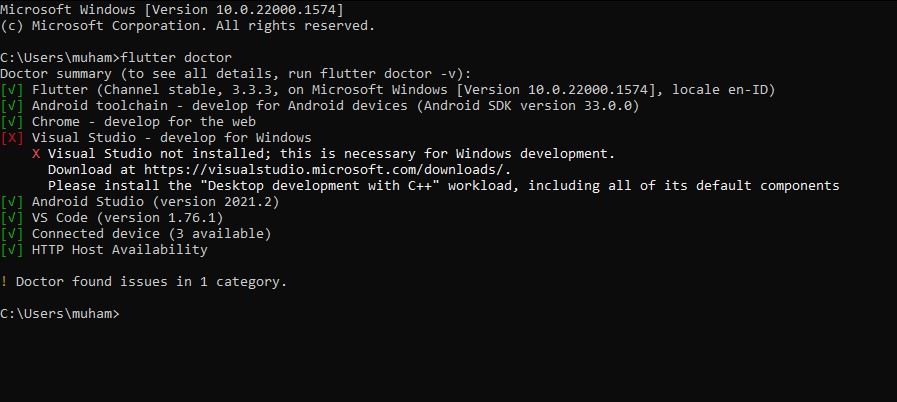 Microsoft Windows [Version 10.0.22000.1574]
(c) Microsoft Corporation. All rights reserved.
C:\Users\muham>flutter doctor
Doctor summary (to see all details, run flutter doctor -v):
[√] Flutter (Channel stable, 3.3.3, on Microsoft Windows [Version 10.0.22000.1574], locale en-ID)
[√] Android toolchain - develop for Android devices (Android SDK version 33.0.0)
[√] Chrome - develop for the web
[X] Visual Studio - develop for Windows
X Visual Studio not installed; this is necessary for Windows development.
Download at https://visualstudio.microsoft.com/downloads/.
Please install the "Desktop development with C++" workload, including all of its default components
[√] Android Studio (version 2021.2)
[√] VS Code (version 1.76.1)
[√] Connected device (3 available)
[√] HTTP Host Availability
! Doctor found issues in 1 category.
C:\Users\muham>